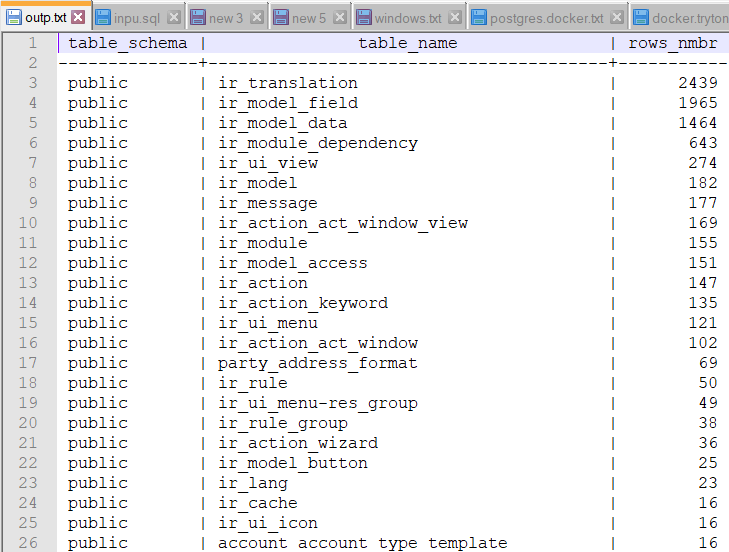 outp.txt inpu.sql new 3 new 5 windows.txt postgres.docker.txt docker.tryton
1 table_schema | table_name | rows_nmbr
2 --------------+----------------------------------------+-----------
3 public | ir_translation | 2439
4 public | ir_model_field | 1965
5 public | ir_model_data | 1464
6 public | ir_module_dependency | 643
7 public | ir_ui_view | 274
8 public | ir_model | 182
9 public | ir_message | 177
10 public | ir_action_act_window_view | 169
11 public | ir_module | 155
12 public | ir_model_access | 151
13 public | ir_action | 147
14 public | ir_action_keyword | 135
15 public | ir_ui_menu | 121
16 public | ir_action_act_window | 102
17 public | party_address_format | 69
18 public | ir_rule | 50
19 public | ir_ui_menu-res_group | 49
20 public | ir_rule_group | 38
21 public | ir_action_wizard | 36
22 public | ir_model_button | 25
23 public | ir_lang | 23
24 public | ir_cache | 16
25 public | ir_ui_icon | 16
26 public | account_account_type_template | 16